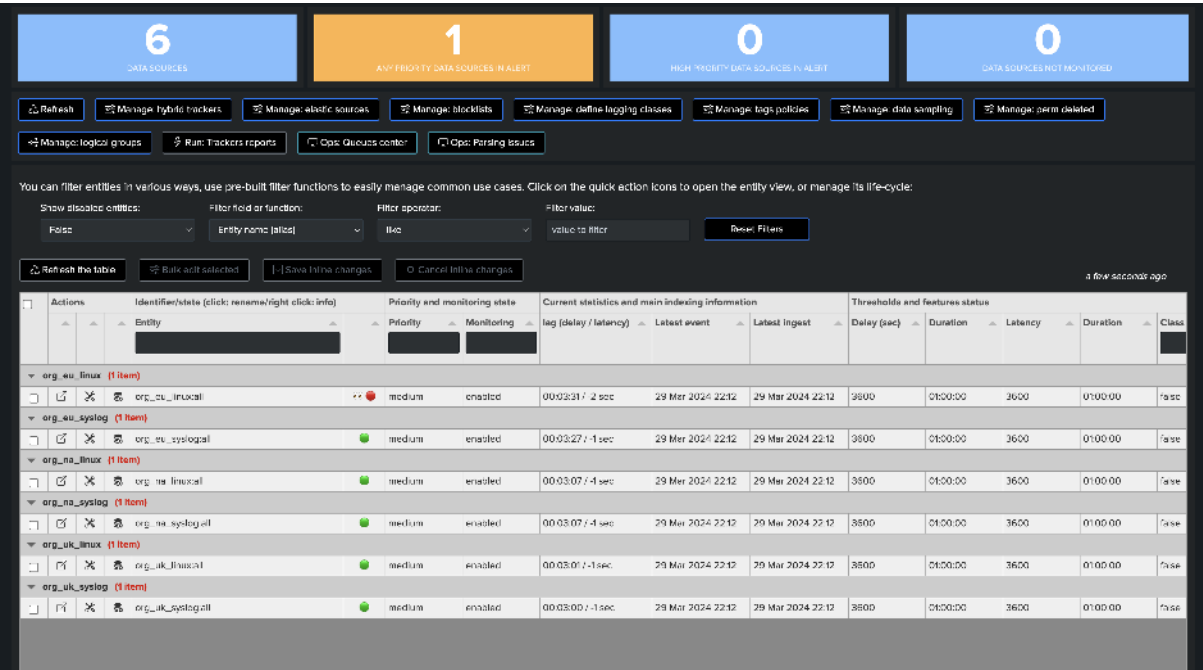 6
DATA SOURCES
1
ANY PRIORITY DATA SOURCES IN ALERT
0
HIGH PRIORITY DATA SOURCES IN ALERT
0
DATA SOURCES NOT MONITORED
Refresh
Manage: hybrid trackers
Manage: elastic sources
Manage: blocklists
Manage: define lagging classes
Manage: tags policies
Manage: data sampling
Manage: perm deleted
Manage: logical groups
Run: Trackers reports
Ops: Queues center
Ops: Parsing issues
You can filter entities in various ways, use pre-built filter functions to easily manage common use cases. Click on the quick action icons to open the entity view, or manage its life-cycle:
Show disabled entities: Filter field or function: Filter operator: Filter value:
False Entity name (alias) like value to filter Reset Filters
Refresh the table Bulk edit selected Save inline changes Cancel inline changes
a few seconds ago
Actions Identifier/state (click: rename/right click: info) Priority and monitoring state Current statistics and main indexing information Thresholds and features status
Entity Priority Monitoring lag (delay / latency) Latest event Latest ingest Delay (sec) Duration Latency Duration Class
org_eu_linux (1 item)
org_eu_linux:all medium enabled 00:03:31 / -2 sec 29 Mar 2024 22:12 29 Mar 2024 22:12 3600 01:00:00 3600 01:00:00 false
org_eu_syslog (1 item)
org_eu_syslog:all medium enabled 00:03:27 / -1 sec 29 Mar 2024 22:12 29 Mar 2024 22:12 3600 01:00:00 3600 01:00:00 false
org_na_linux (1 item)
org_na_linux:all medium enabled 00:03:07 / -1 sec 29 Mar 2024 22:12 29 Mar 2024 22:12 3600 01:00:00 3600 01:00:00 false
org_na_syslog (1 item)
org_na_syslog:all medium enabled 00:03:07 / -1 sec 29 Mar 2024 22:12 29 Mar 2024 22:12 3600 01:00:00 3600 01:00:00 false
org_uk_linux (1 item)
org_uk_linux:all medium enabled 00:03:01 / -1 sec 29 Mar 2024 22:12 29 Mar 2024 22:12 3600 01:00:00 3600 01:00:00 false
org_uk_syslog (1 item)
org_uk_syslog:all medium enabled 00:03:00 / -1 sec 29 Mar 2024 22:12 29 Mar 2024 22:12 3600 01:00:00 3600 01:00:00 false